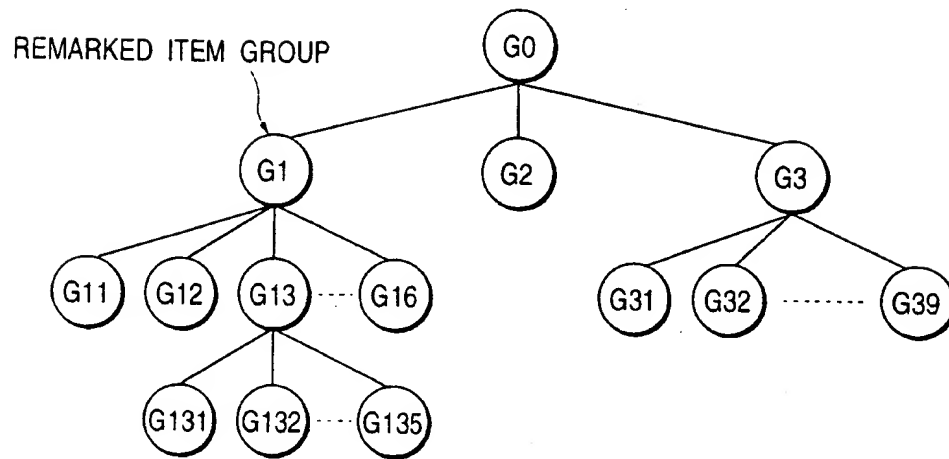 REMARKED ITEM GROUP
G0
G1
G2
G3
G11
G12
G13
G16
G31
G32
G39
G131
G132
G135